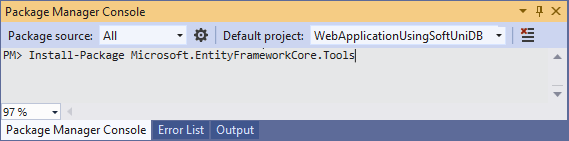 Package Manager Console
Package source: All Default project: WebApplicationUsingSoftUniDB
PM> Install-Package Microsoft.EntityFrameworkCore.Tools
97 %
Package Manager Console Error List Output